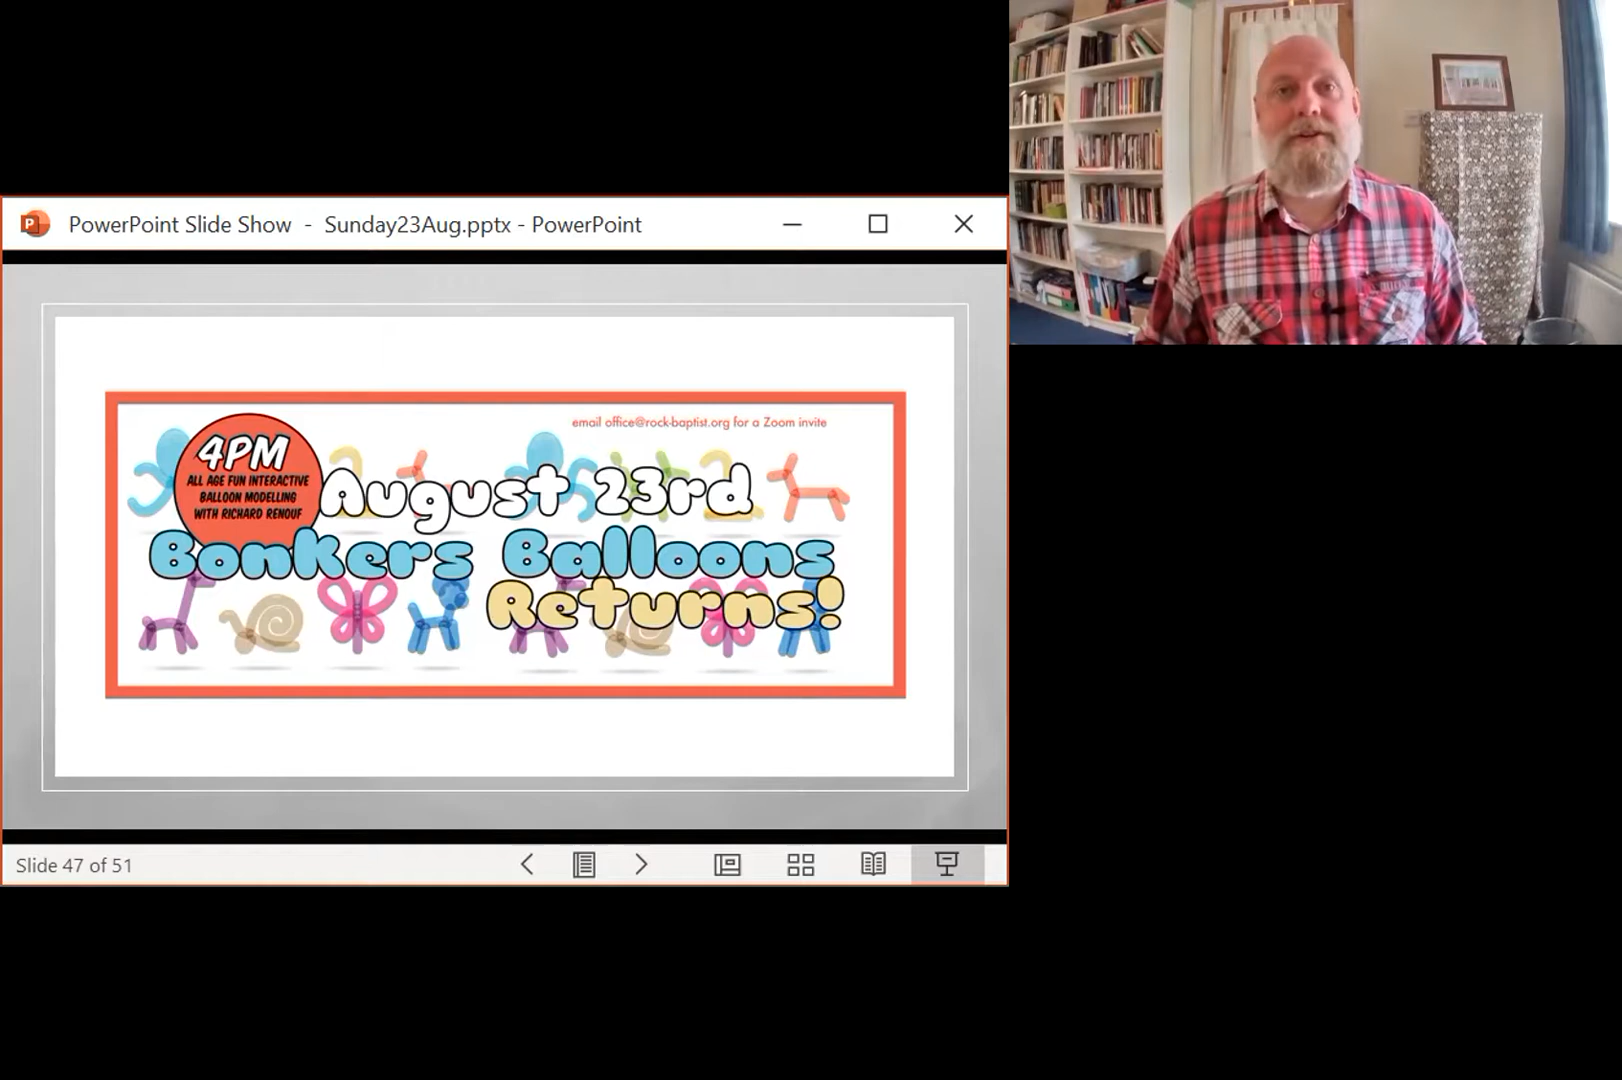 PowerPoint Slide Show - Sunday23Aug.pptx - PowerPoint
email office@rock-baptist.org for a Zoom invite
4PM
ALL AGE FUN INTERACTIVE
BALLOON MODELLING
WITH RICHARD RENOUF
August 23rd
Bonkers Balloons
Returns!
Slide 47 of 51